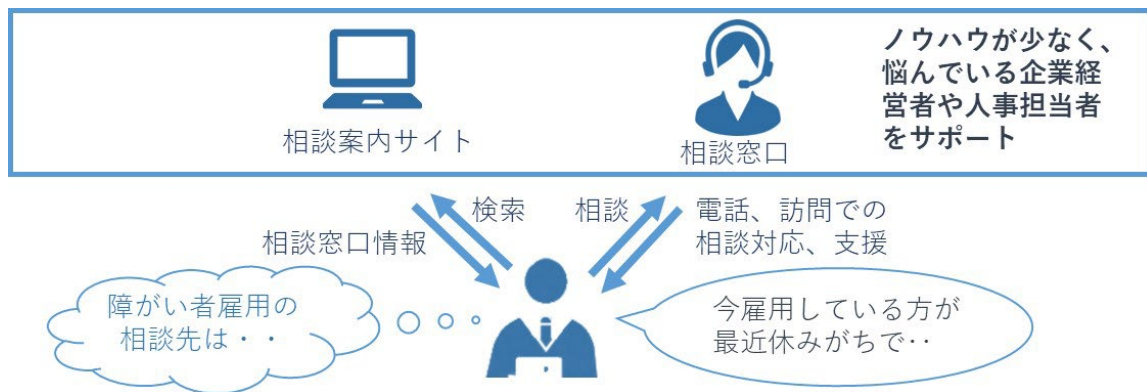 ノウハウが少なく、
悩んでいる企業経
営者や人事担当者
をサポート
相談案内サイト
相談窓口
検索
相談
電話、訪問での
相談対応、支援
相談窓口情報
障がい者雇用の
相談先は・・
今雇用している方が
最近休みがちで‥